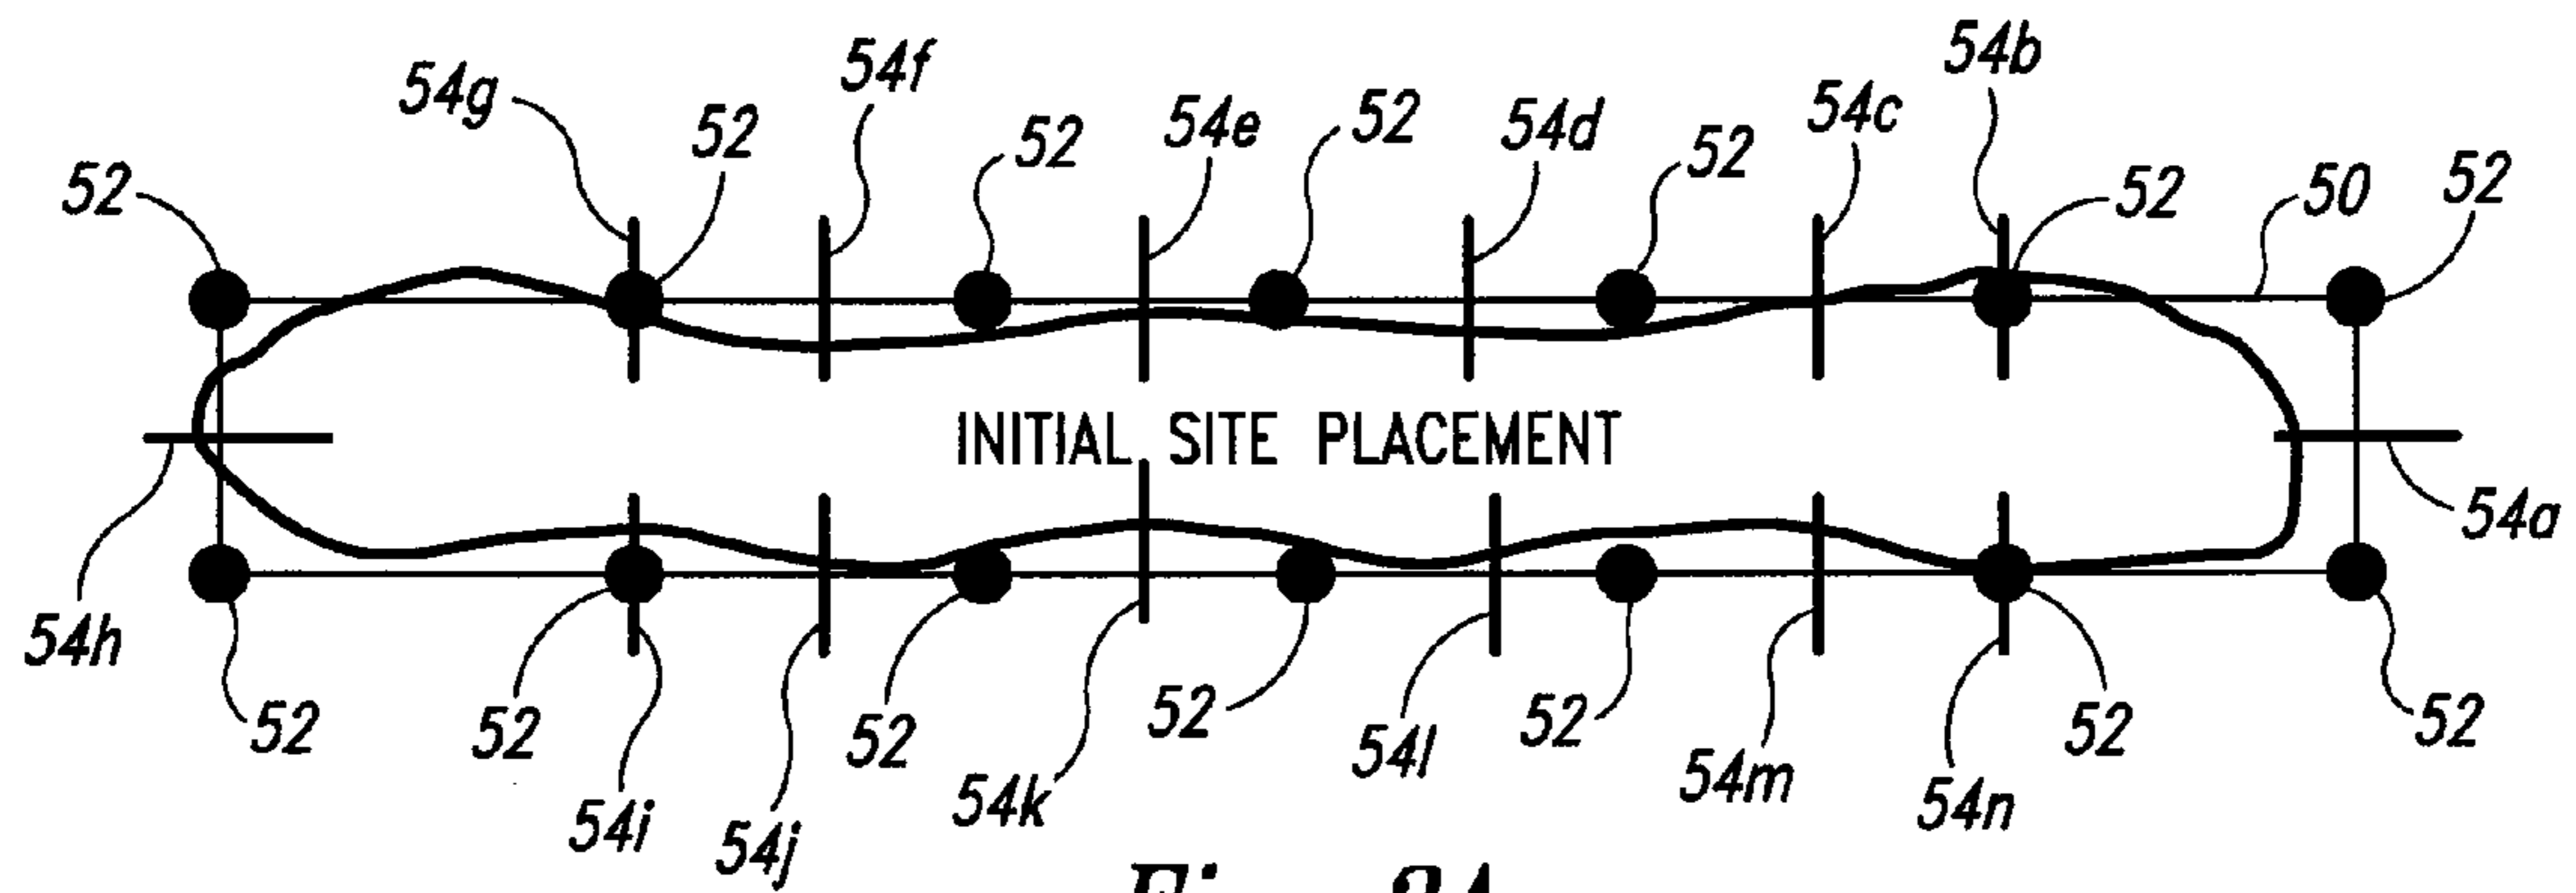 54g 54f 54e 54d 54c 54b
52 52 52 52 52 52 50 52
INITIAL SITE PLACEMENT
54h 54a
52 52 52 52 52 52 52
54i 54j 54k 54l 54m 54n